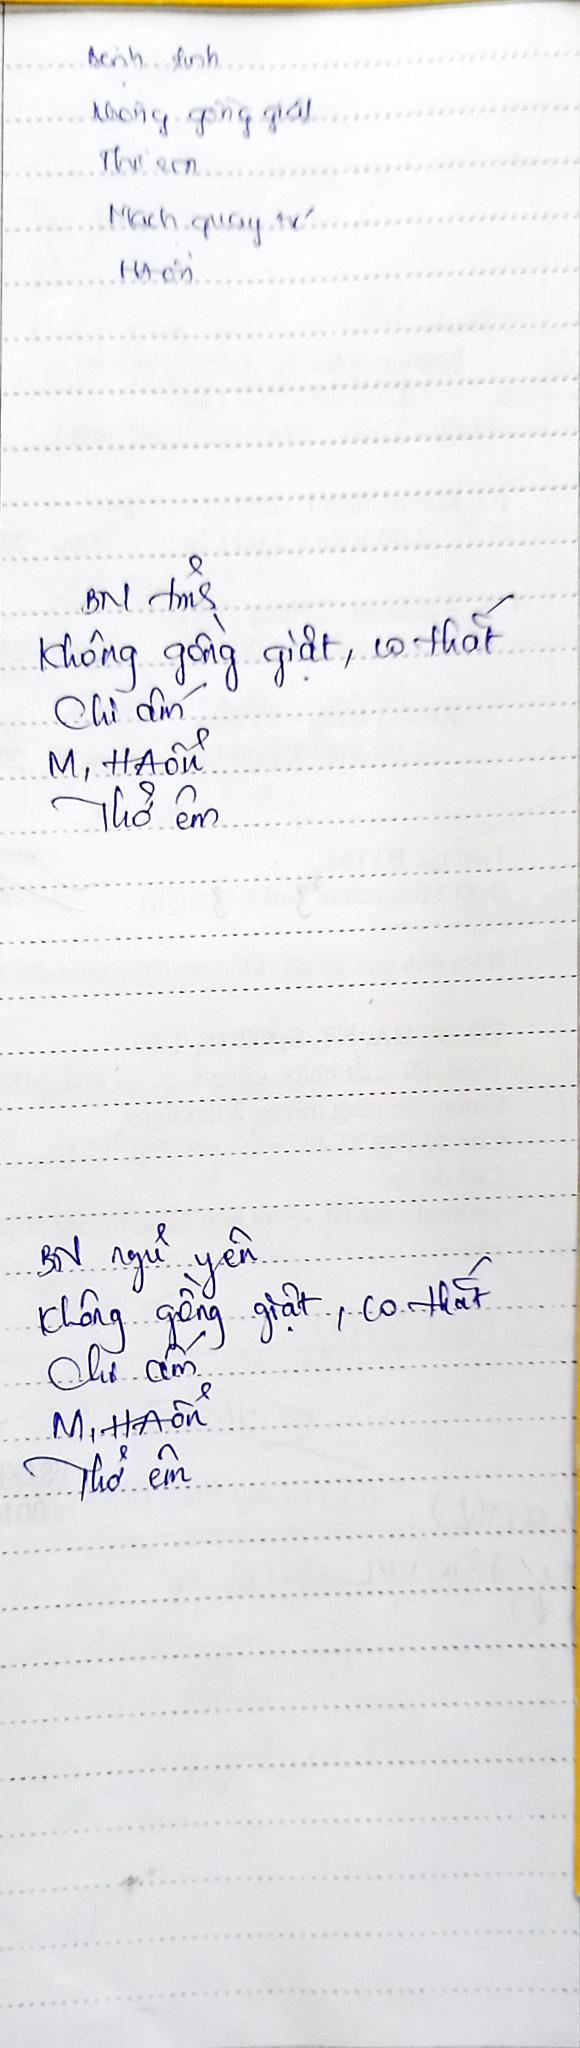 Bệnh tỉnh
Không gồng giật
Thở êm
Mạch quay rõ
HA ổn
BN tỉnh
Không gồng giật, co thắt
Chi ấm
M, HA ổn
Thở êm
BN ngủ yên
Không gồng giật, co thắt
Chi ấm
M, HA ổn
Thở êm